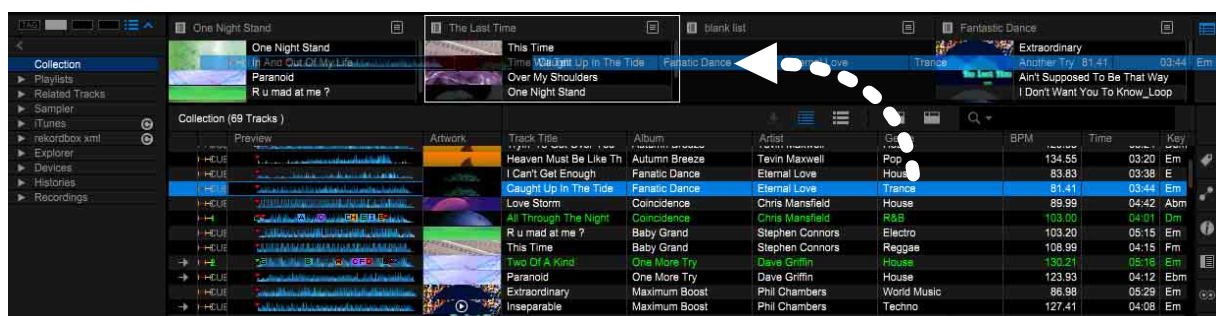 TAG
One Night Stand
The Last Time
blank list
Fantastic Dance
One Night Stand
In And Out Of My Life
Paranoid
R u mad at me ?
This Time
Over My Shoulders
One Night Stand
Caught Up In The Tide Fanatic Dance Eternal Love Trance 81.41 03:44 Em
Extraordinary
Another Try
Ain't Supposed To Be That Way
I Don't Want You To Know_Loop
Collection
Playlists
Related Tracks
Sampler
iTunes
rekordbox xml
Explorer
Devices
Histories
Recordings
Collection (69 Tracks )
Preview Artwork Track Title Album Artist Genre BPM Time Key
Heaven Must Be Like Th Autumn Breeze Tevin Maxwell Pop 134.55 03:20 Em
I Can't Get Enough Fanatic Dance Eternal Love House 83.83 03:38 E
Caught Up In The Tide Fanatic Dance Eternal Love Trance 81.41 03:44 Em
Love Storm Coincidence Chris Mansfield House 89.99 04:42 Abm
All Through The Night Coincidence Chris Mansfield R&B 103.00 04:01 Dm
R u mad at me ? Baby Grand Stephen Connors Electro 103.20 05:15 Em
This Time Baby Grand Stephen Connors Reggae 108.99 04:15 Fm
Two Of A Kind One More Try Dave Griffin House 130.21 05:16 Em
Paranoid One More Try Dave Griffin House 123.93 04:12 Ebm
Extraordinary Maximum Boost Phil Chambers World Music 86.98 05:29 Em
Inseparable Maximum Boost Phil Chambers Techno 127.41 04:08 Em